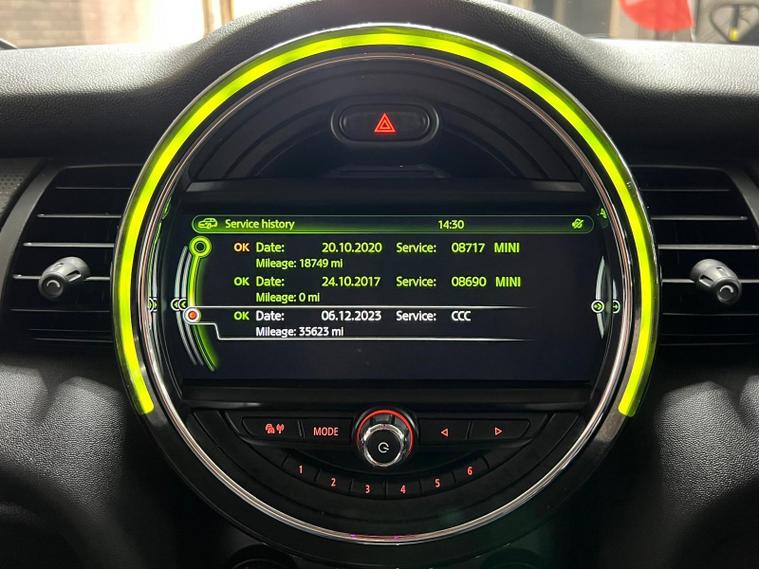 Service history 14:30
OK Date: 20.10.2020 Service: 08717 MINI
Mileage: 18749 mi
OK Date: 24.10.2017 Service: 08690 MINI
Mileage: 0 mi
OK Date: 06.12.2023 Service: CCC
Mileage: 35623 mi
MODE
1 2 3 4 5 6